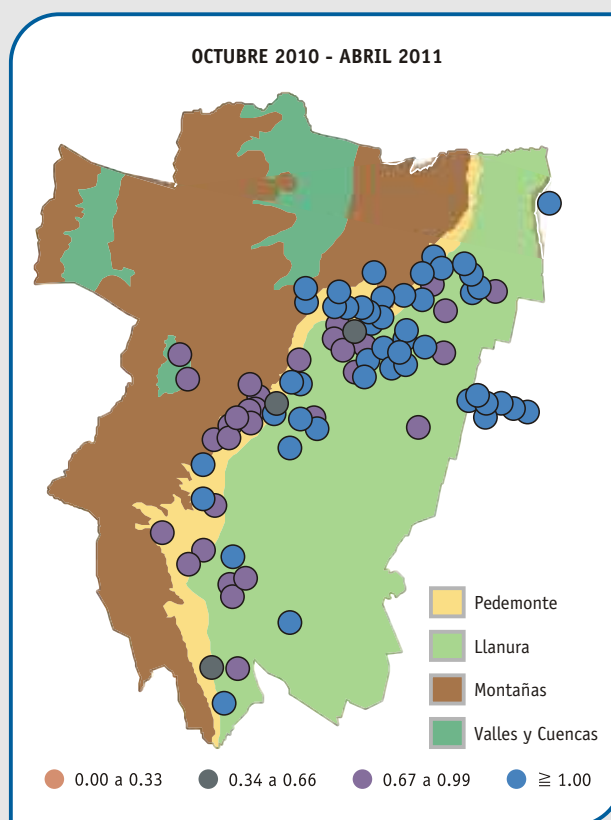 OCTUBRE 2010 - ABRIL 2011
Pedemonte
Llanura
Montañas
Valles y Cuencas
0.00 a 0.33 0.34 a 0.66 0.67 a 0.99 ≧ 1.00